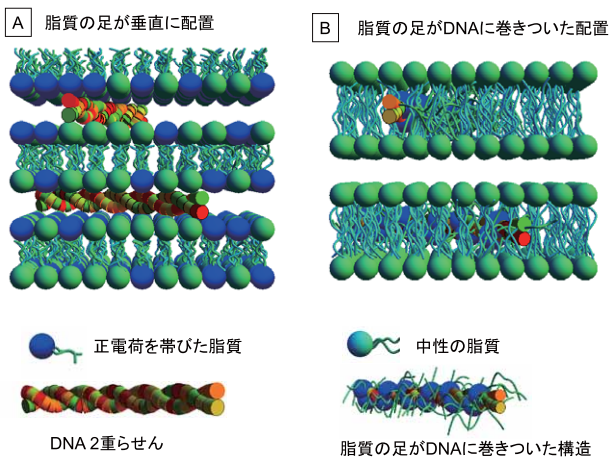 A 脂質の足が垂直に配置
B 脂質の足がDNAに巻きついた配置
正電荷を帯びた脂質
中性の脂質
DNA 2重らせん
脂質の足がDNAに巻きついた構造